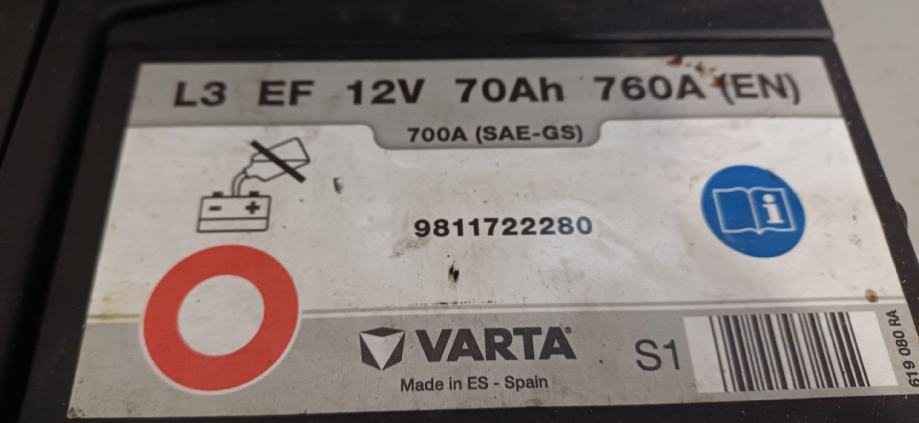 L3 EF 12V 70Ah 760A (EN)
700A (SAE-GS)
9811722280
VARTA®
Made in ES - Spain
S1
619 080 RA